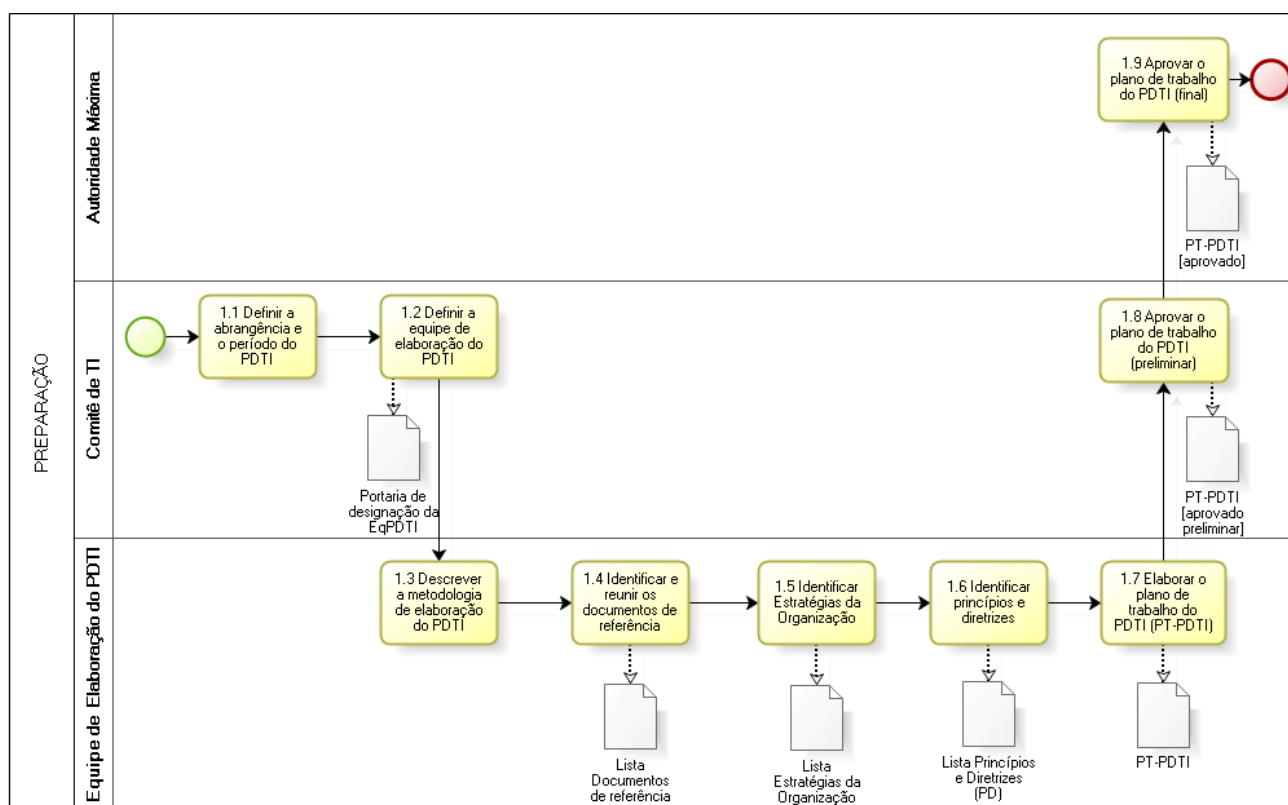 PREPARAÇÃO
Autoridade Máxima
1.9 Aprovar o
plano de trabalho
do PDTI (final)
PT-PDTI
[aprovado]
Comitê de TI
1.1 Definir a
abrangência e
o período do
PDTI
1.2 Definir a
equipe de
elaboração do
PDTI
Portaria de
designação da
EqPDTI
1.8 Aprovar o
plano de trabalho
do PDTI
(preliminar)
PT-PDTI
[aprovado
preliminar]
Equipe de Elaboração do PDTI
1.3 Descrever
a metodologia
de elaboração
do PDTI
1.4 Identificar e
reunir os
documentos de
referência
Lista
Documentos
de referência
1.5 Identificar
Estratégias da
Organização
Lista
Estratégias da
Organização
1.6 Identificar
princípios e
diretrizes
Lista Princípios
e Diretrizes
(PD)
1.7 Elaborar o
plano de
trabalho do
PDTI (PT-PDTI)
PT-PDTI